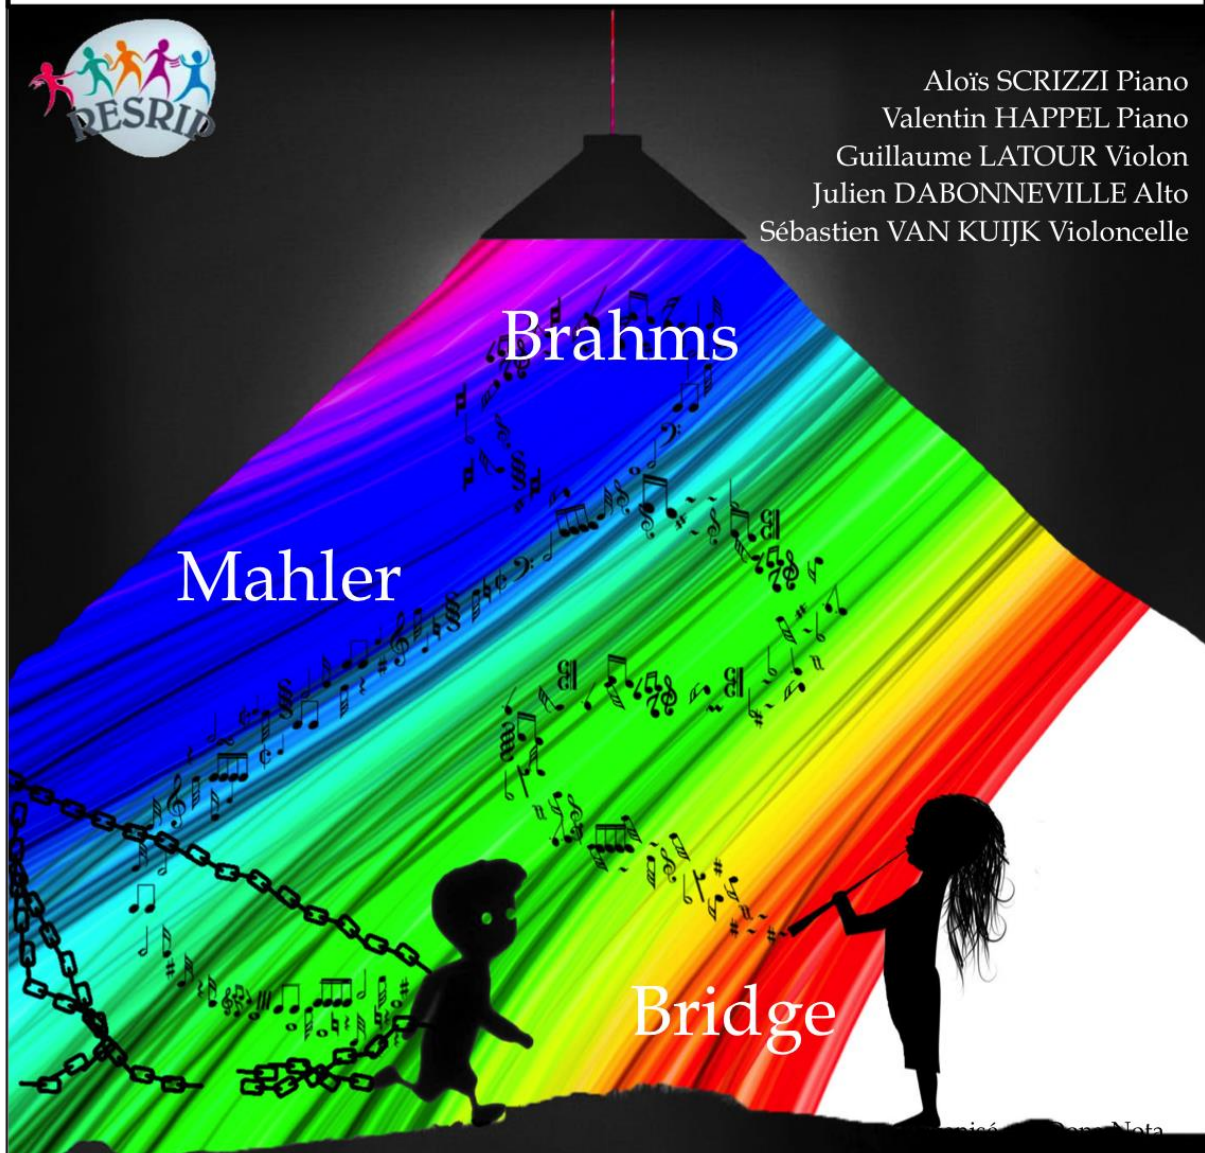 RESRIP
Aloïs SCRIZZI Piano
Valentin HAPPEL Piano
Guillaume LATOUR Violon
Julien DABONNEVILLE Alto
Sébastien VAN KUIJK Violoncelle
Brahms
Mahler
Bridge